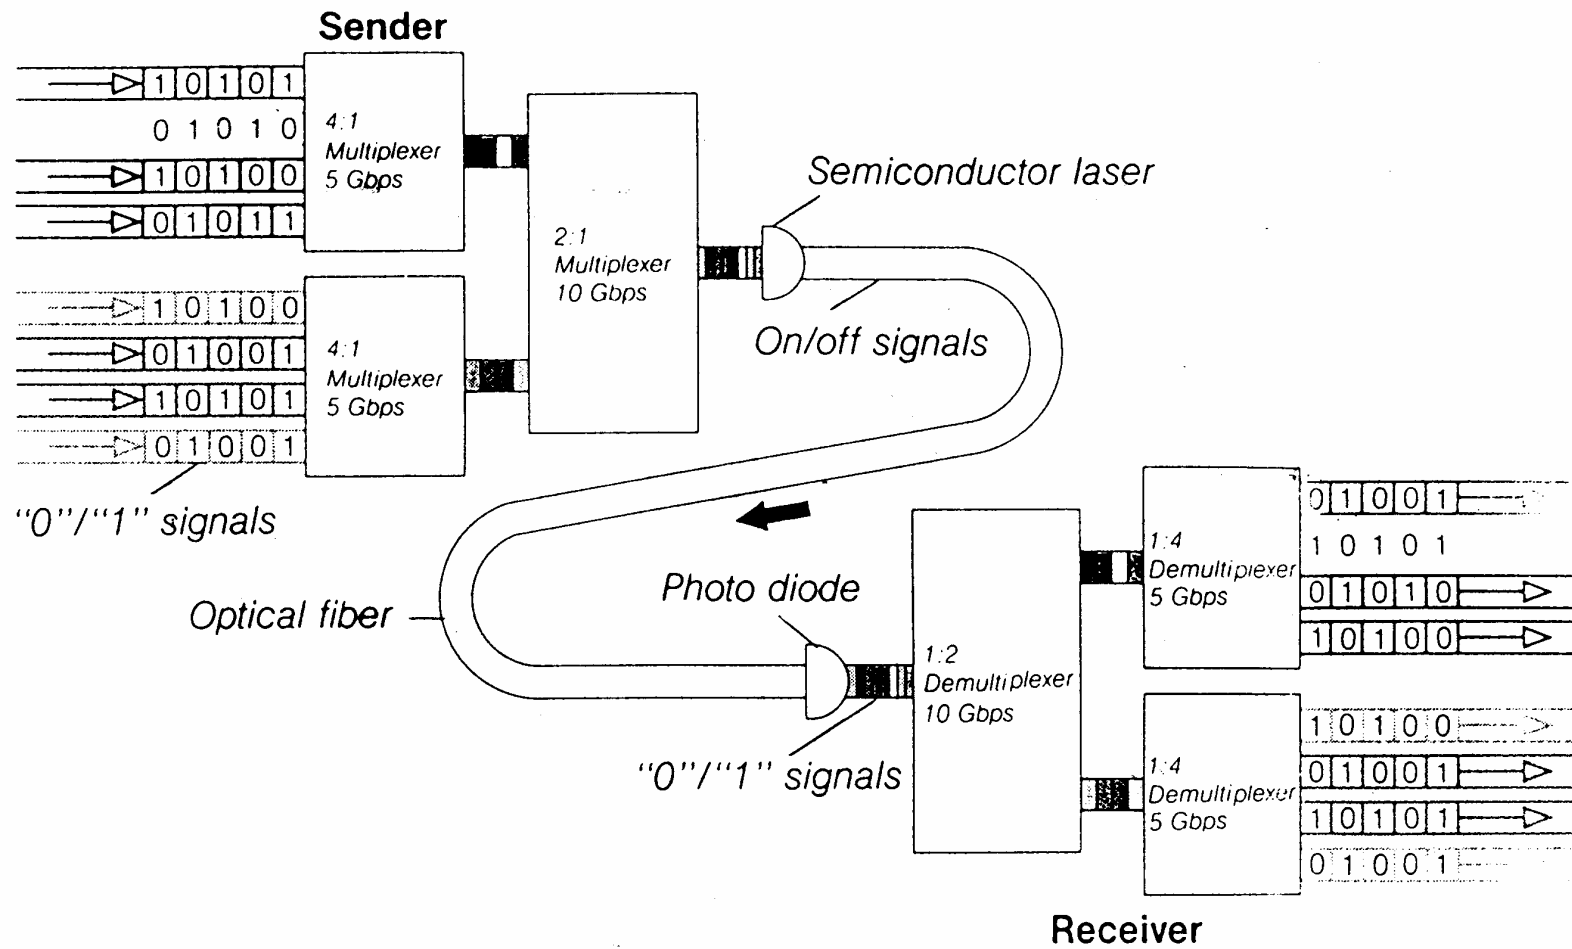 Sender
1 0 1 0 1
0 1 0 1 0
1 0 1 0 0
0 1 0 1 1
4:1
Multiplexer
5 Gbps
1 0 1 0 0
0 1 0 0 1
1 0 1 0 1
0 1 0 0 1
4:1
Multiplexer
5 Gbps
"0"/"1" signals
2:1
Multiplexer
10 Gbps
Semiconductor laser
On/off signals
Optical fiber
Photo diode
"0"/"1" signals
1:2
Demultiplexer
10 Gbps
1:4
Demultiplexer
5 Gbps
0 1 0 0 1
1 0 1 0 1
0 1 0 1 0
1 0 1 0 0
1:4
Demultiplexer
5 Gbps
1 0 1 0 0
0 1 0 0 1
1 0 1 0 1
0 1 0 0 1
Receiver